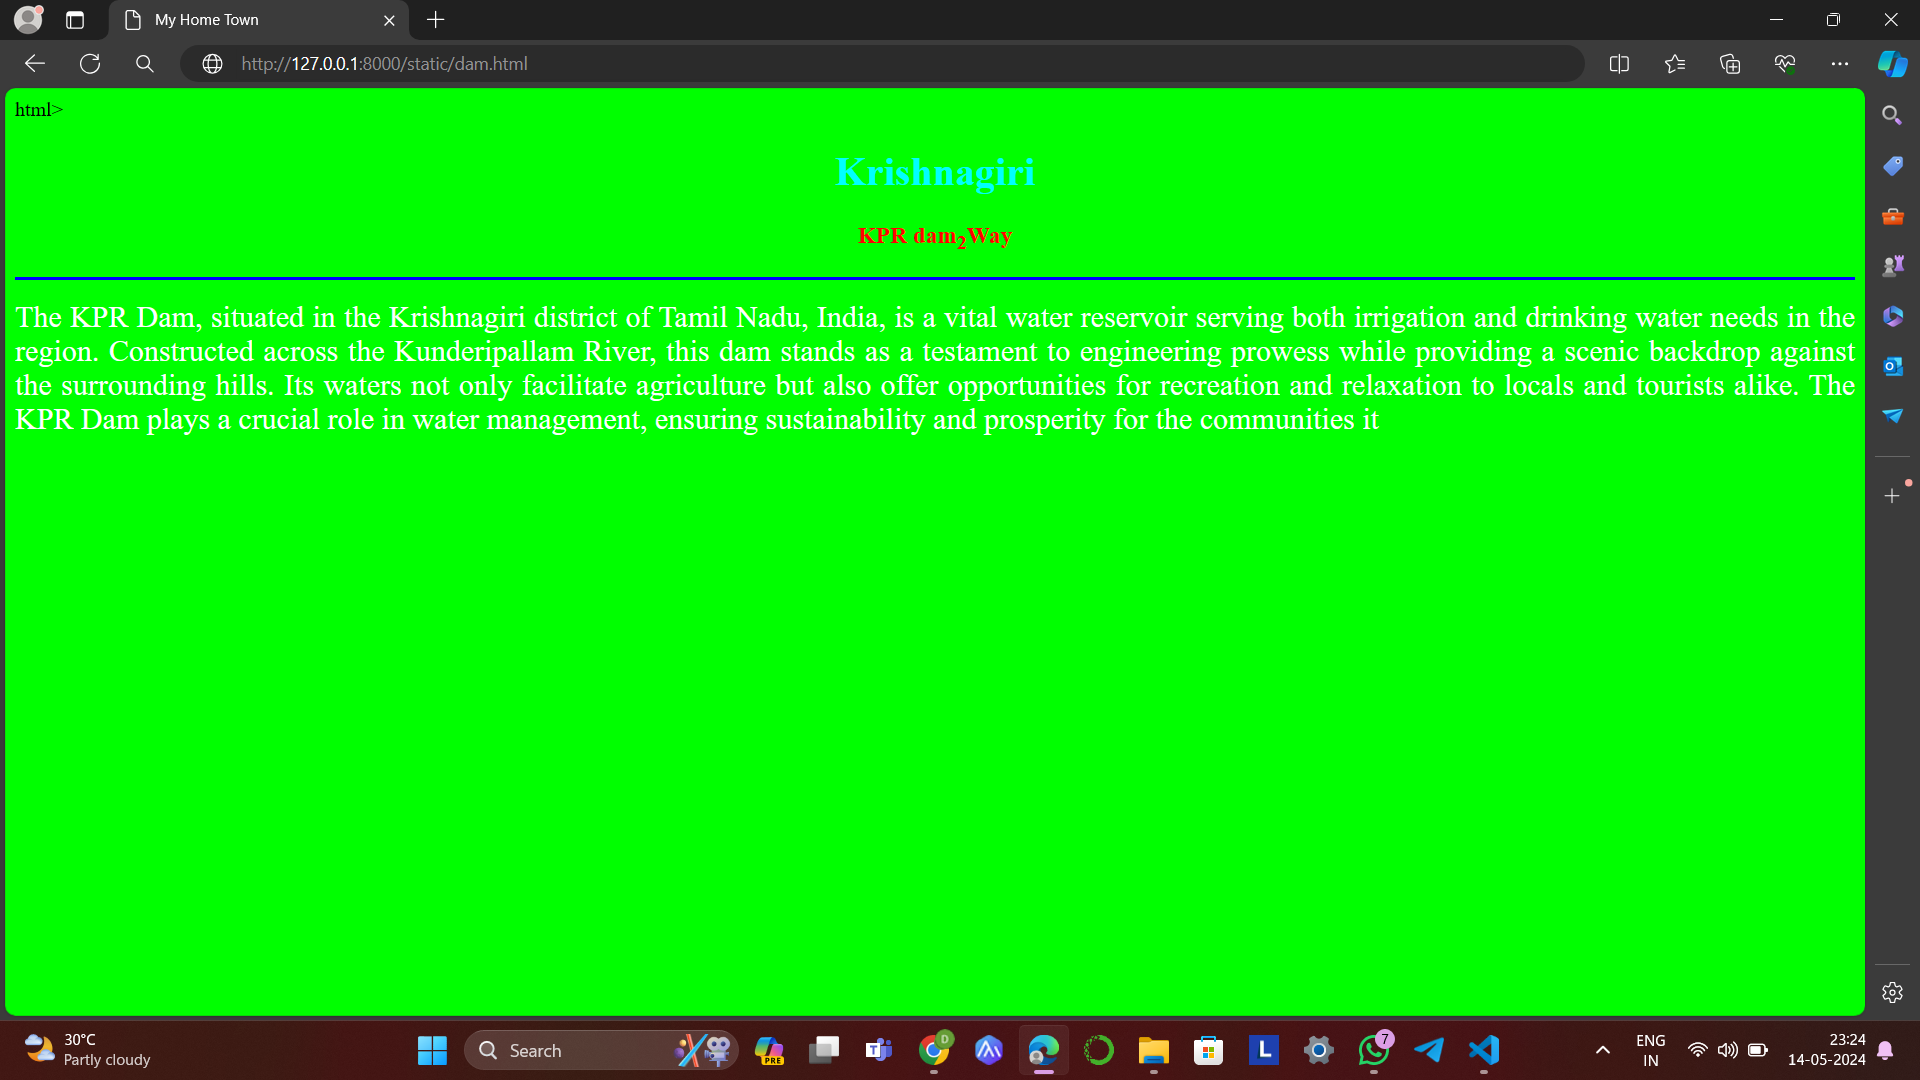 My Home Town
http://127.0.0.1:8000/static/dam.html
html>
Krishnagiri
KPR dam2Way
The KPR Dam, situated in the Krishnagiri district of Tamil Nadu, India, is a vital water reservoir serving both irrigation and drinking water needs in the
region. Constructed across the Kunderipallam River, this dam stands as a testament to engineering prowess while providing a scenic backdrop against
the surrounding hills. Its waters not only facilitate agriculture but also offer opportunities for recreation and relaxation to locals and tourists alike. The
KPR Dam plays a crucial role in water management, ensuring sustainability and prosperity for the communities it
30°C
Partly cloudy
Search
PRE
T
D
L
7
ENG
IN
23:24
14-05-2024